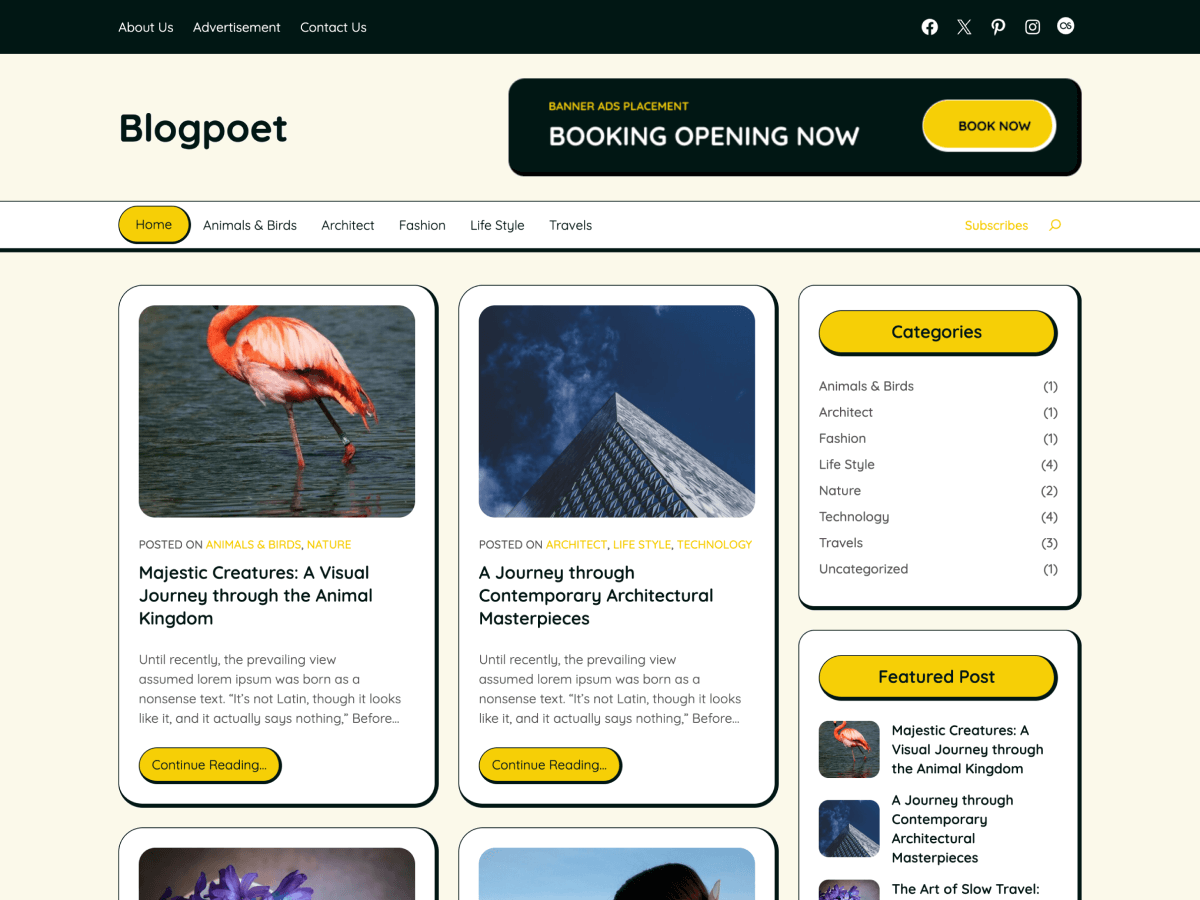 About Us Advertisement Contact Us
Blogpoet
BANNER ADS PLACEMENT
BOOKING OPENING NOW
BOOK NOW
Home Animals & Birds Architect Fashion Life Style Travels Subscribes
POSTED ON ANIMALS & BIRDS, NATURE
Majestic Creatures: A Visual
Journey through the Animal
Kingdom
Until recently, the prevailing view
assumed lorem ipsum was born as a
nonsense text. “It’s not Latin, though it looks
like it, and it actually says nothing,” Before…
Continue Reading...
POSTED ON ARCHITECT, LIFE STYLE, TECHNOLOGY
A Journey through
Contemporary Architectural
Masterpieces
Until recently, the prevailing view
assumed lorem ipsum was born as a
nonsense text. “It’s not Latin, though it looks
like it, and it actually says nothing,” Before…
Continue Reading...
Categories
Animals & Birds (1)
Architect (1)
Fashion (1)
Life Style (4)
Nature (2)
Technology (4)
Travels (3)
Uncategorized (1)
Featured Post
Majestic Creatures: A
Visual Journey through
the Animal Kingdom
A Journey through
Contemporary
Architectural
Masterpieces
The Art of Slow Travel: